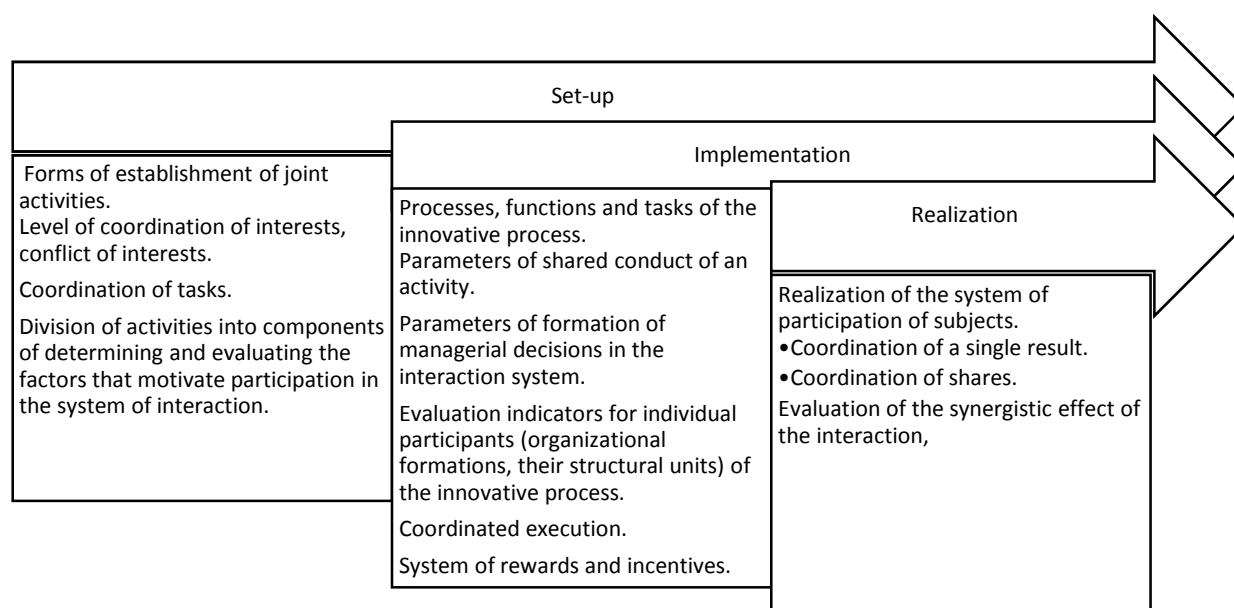 Set-up
Forms of establishment of joint
activities.
Level of coordination of interests,
conflict of interests.
Coordination of tasks.
Division of activities into components
of determining and evaluating the
factors that motivate participation in
the system of interaction.
Implementation
Processes, functions and tasks of the
innovative process.
Parameters of shared conduct of an
activity.
Parameters of formation of
managerial decisions in the
interaction system.
Evaluation indicators for individual
participants (organizational
formations, their structural units) of
the innovative process.
Coordinated execution.
System of rewards and incentives.
Realization
Realization of the system of
participation of subjects.
•Coordination of a single result.
•Coordination of shares.
Evaluation of the synergistic effect of
the interaction,